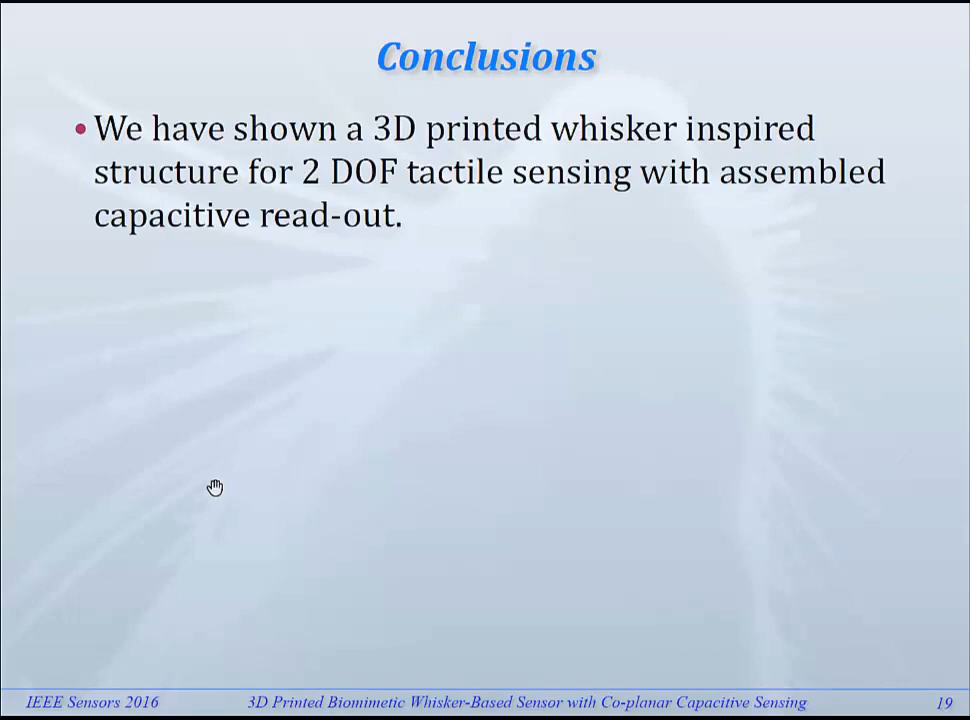 Conclusions
• We have shown a 3D printed whisker inspired
structure for 2 DOF tactile sensing with assembled
capacitive read-out.
IEEE Sensors 2016 3D Printed Biomimetic Whisker-Based Sensor with Co-planar Capacitive Sensing 19